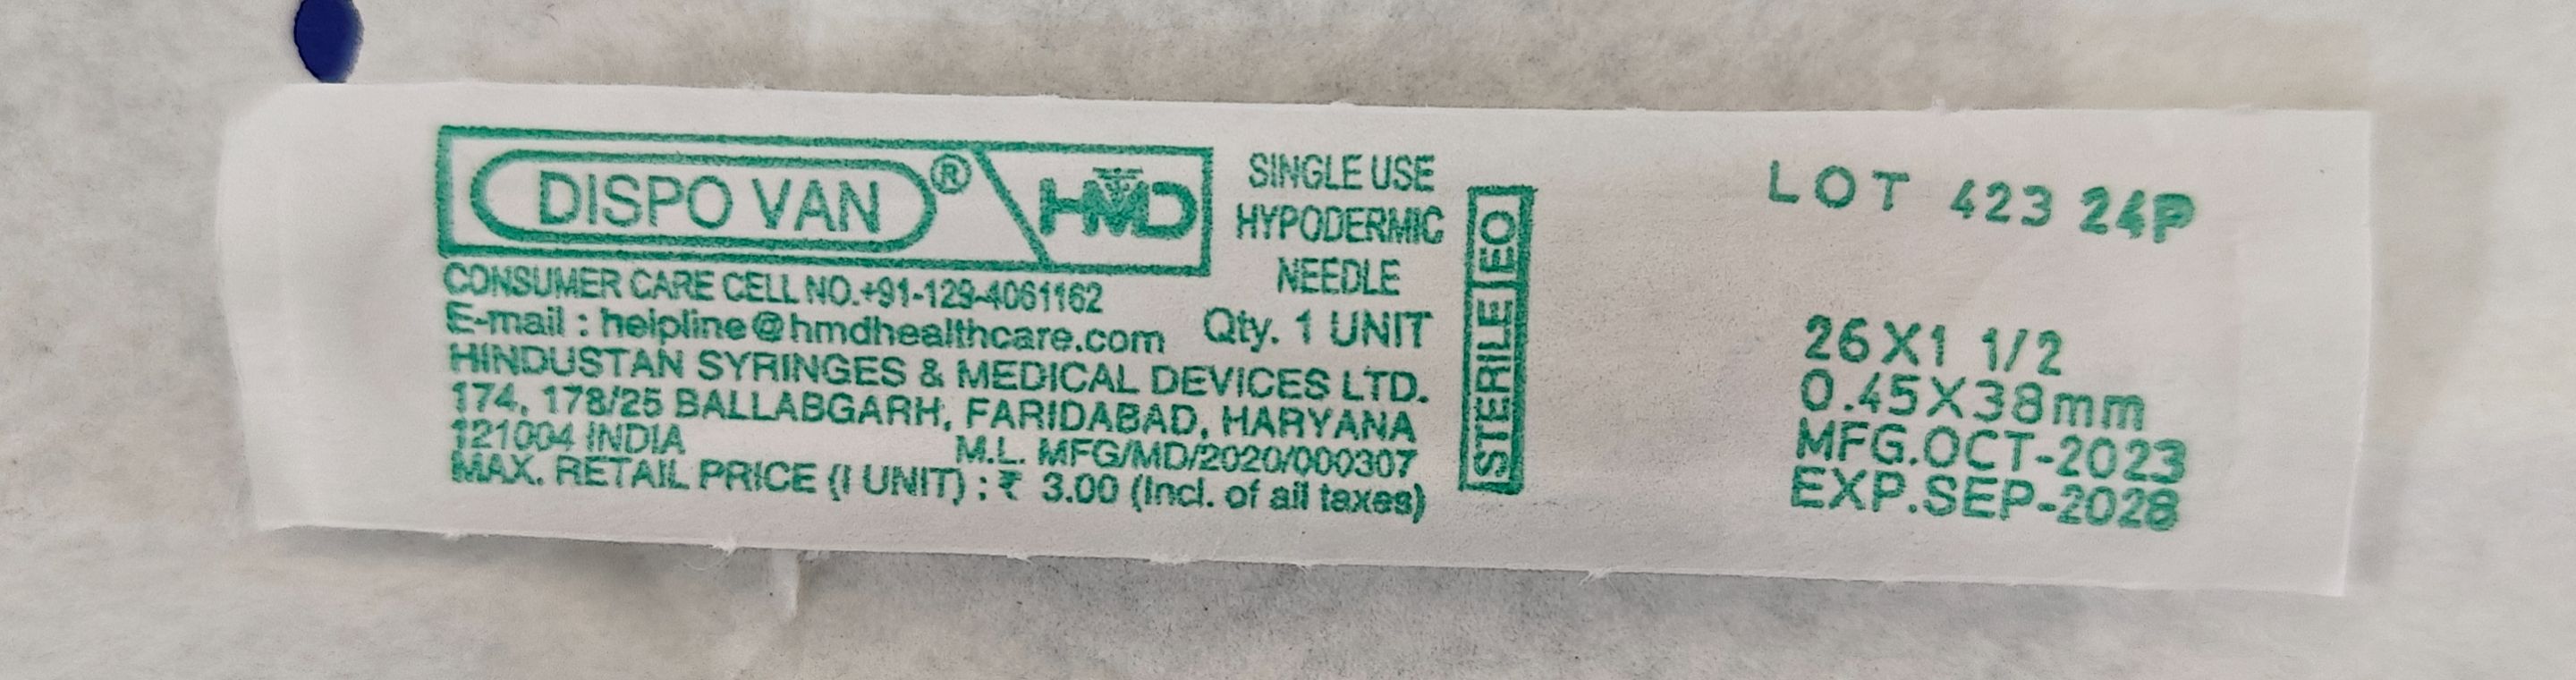 DISPO VAN® HMD
CONSUMER CARE CELL NO.+91-129-4061162
E-mail : helpline@hmdhealthcare.com
SINGLE USE
HYPODERMIC
NEEDLE
Qty. 1 UNIT
HINDUSTAN SYRINGES & MEDICAL DEVICES LTD.
174, 178/25 BALLABGARH, FARIDABAD, HARYANA
121004 INDIA M.L. MFG/MD/2020/000307
MAX. RETAIL PRICE (I UNIT) : ₹ 3.00 (Incl. of all taxes)
STERILE EO
LOT 423 24P
26X1 1/2
0.45X38mm
MFG.OCT-2023
EXP.SEP-2028